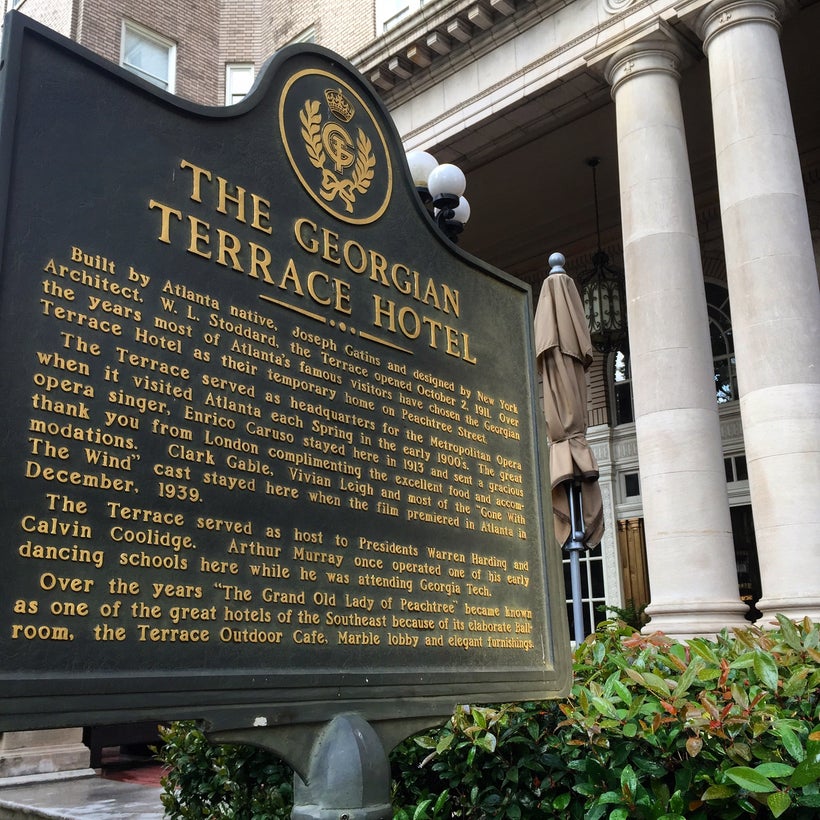 THE GEORGIAN
TERRACE HOTEL
Built by Atlanta native, Joseph Gatins and designed by New York
Architect, W. L. Stoddard, the Terrace opened October 2, 1911. Over
the years most of Atlanta's famous visitors have chosen the Georgian
Terrace Hotel as their temporary home on Peachtree Street.
The Terrace served as headquarters for the Metropolitan Opera
when it visited Atlanta each Spring in the early 1900's. The great
opera singer, Enrico Caruso stayed here in 1913 and sent a gracious
thank you from London complimenting the excellent food and accom-
modations. Clark Gable, Vivian Leigh and most of the "Gone With
The Wind" cast stayed here when the film premiered in Atlanta in
December, 1939.
The Terrace served as host to Presidents Warren Harding and
Calvin Coolidge. Arthur Murray once operated one of his early
dancing schools here while he was attending Georgia Tech.
Over the years "The Grand Old Lady of Peachtree" became known
as one of the great hotels of the Southeast because of its elaborate Ball-
room, the Terrace Outdoor Cafe, Marble lobby and elegant furnishings.